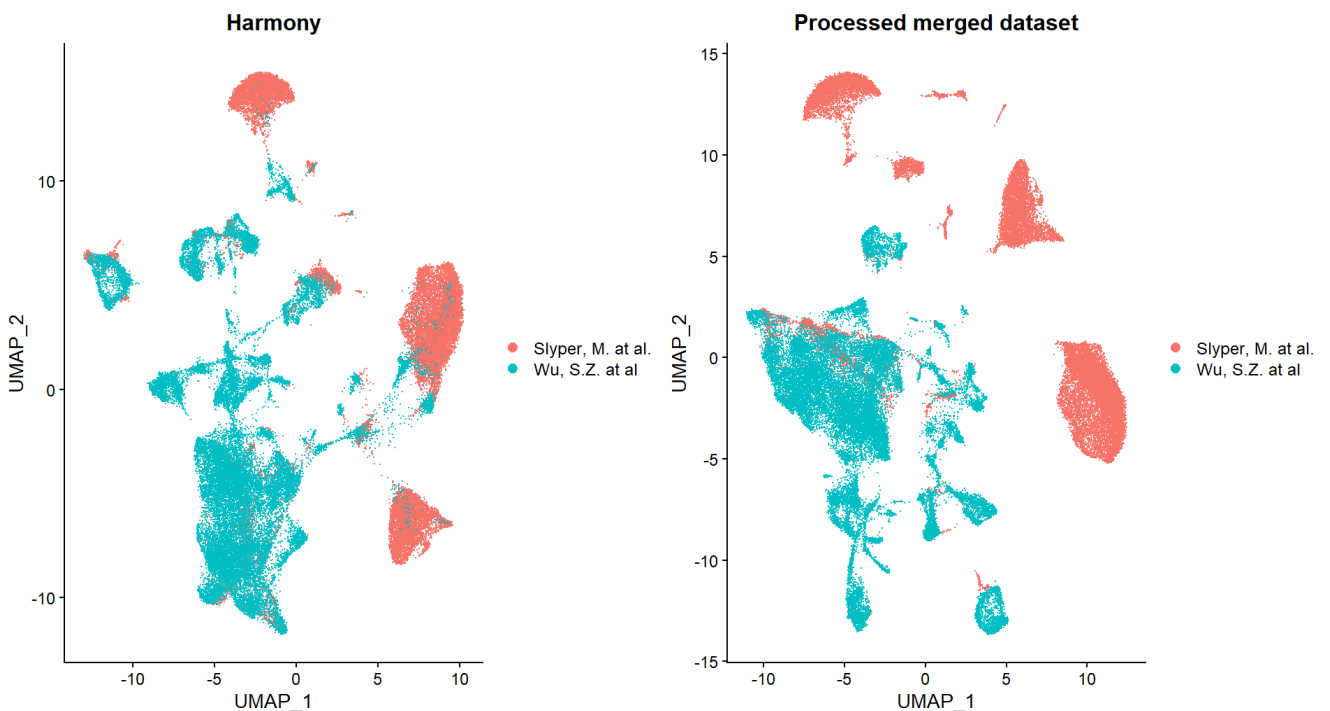 Harmony
10
0
-10
UMAP_2
-10
-5
0
5
10
UMAP_1
Slyper, M. at al.
Wu, S.Z. at al
Processed merged dataset
15
10
5
0
-5
-10
-15
UMAP_2
-10
-5
0
5
10
UMAP_1
Slyper, M. at al.
Wu, S.Z. at al